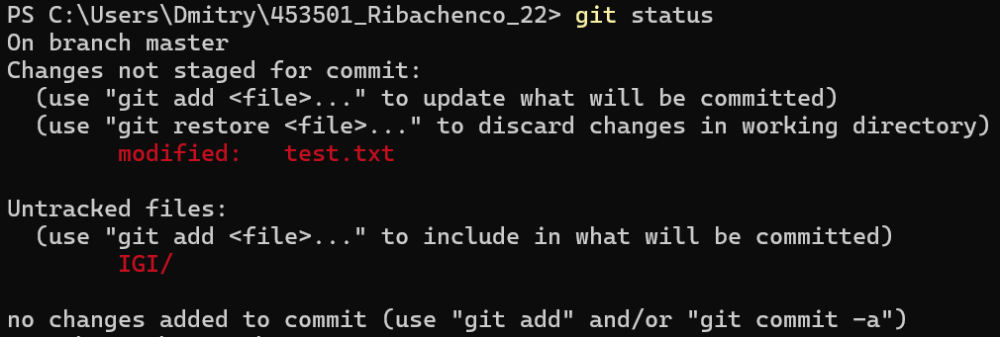 PS C:\Users\Dmitry\453501_Ribachenco_22> git status
On branch master
Changes not staged for commit:
  (use "git add <file>..." to update what will be committed)
  (use "git restore <file>..." to discard changes in working directory)
        modified:   test.txt

Untracked files:
  (use "git add <file>..." to include in what will be committed)
        IGI/

no changes added to commit (use "git add" and/or "git commit -a")